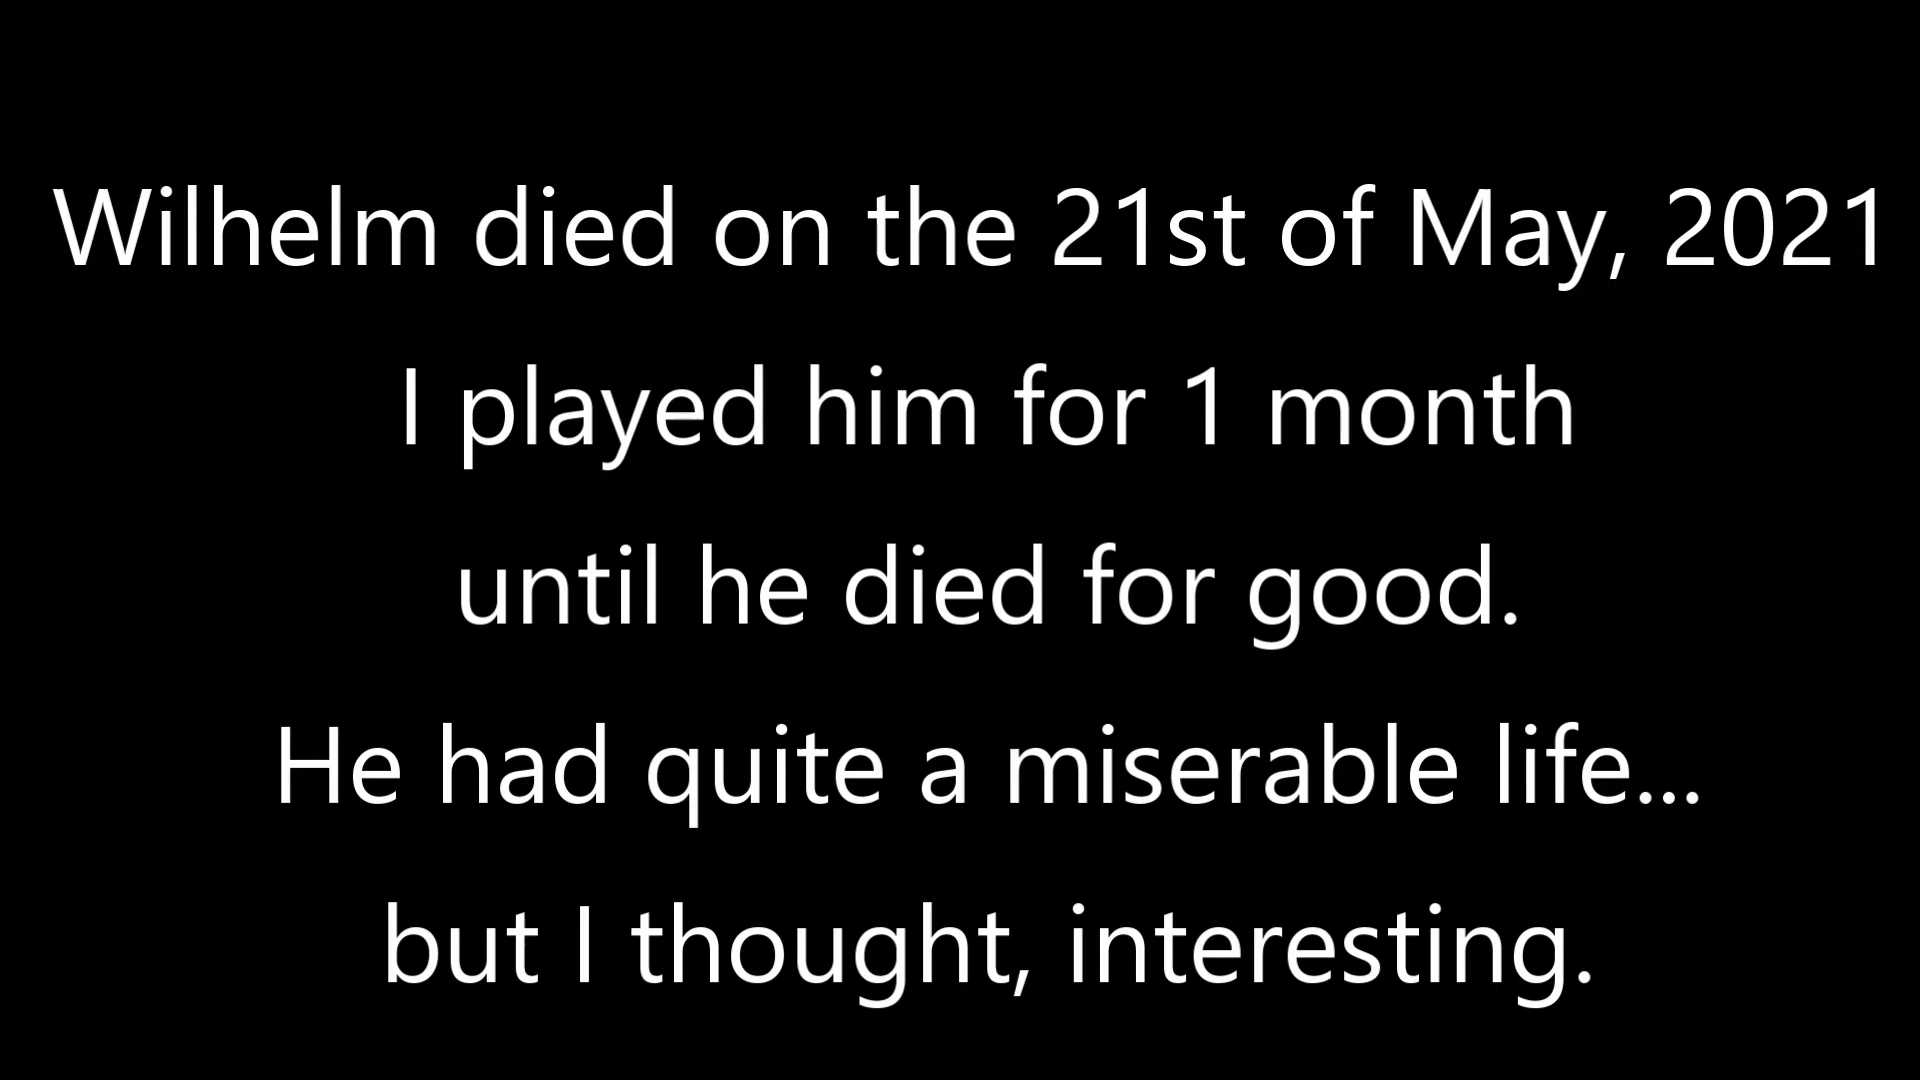 Wilhelm died on the 21st of May, 2021
I played him for 1 month
until he died for good.
He had quite a miserable life...
but I thought, interesting.